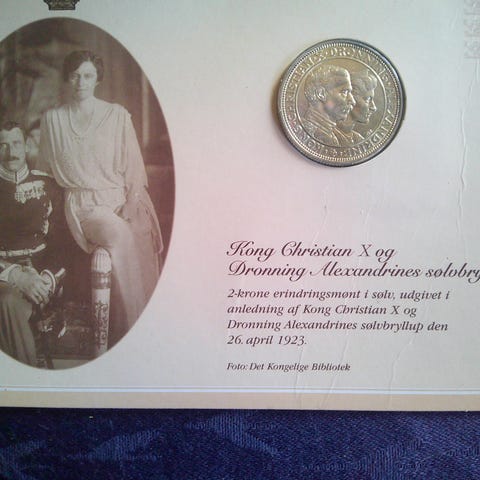 Kong Christian X og
Dronning Alexandrines sølvbry
2-krone erindringsmønt i sølv, udgivet i
anledning af Kong Christian X og
Dronning Alexandrines sølvbryllup den
26. april 1923.
Foto: Det Kongelige Bibliotek